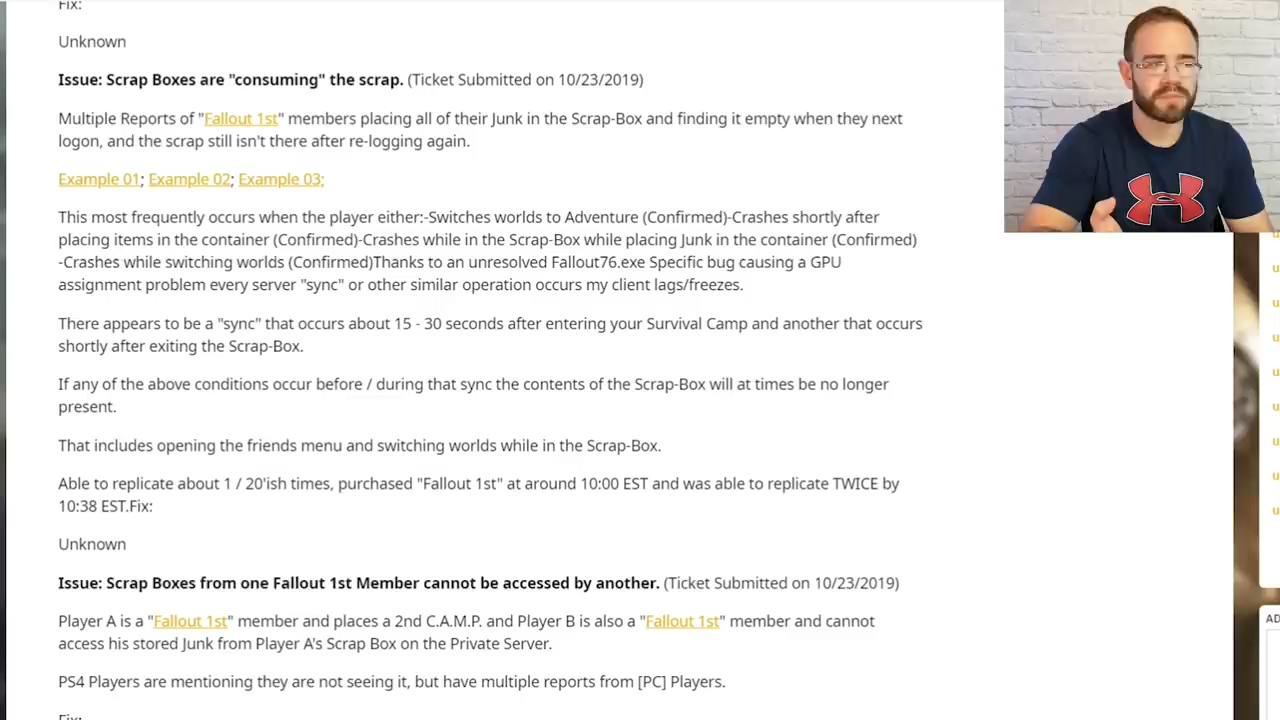 Fix:
Unknown
Issue: Scrap Boxes are "consuming" the scrap. (Ticket Submitted on 10/23/2019)
Multiple Reports of "Fallout 1st" members placing all of their Junk in the Scrap-Box and finding it empty when they next
logon, and the scrap still isn't there after re-logging again.
Example 01; Example 02; Example 03;
This most frequently occurs when the player either:-Switches worlds to Adventure (Confirmed)-Crashes shortly after
placing items in the container (Confirmed)-Crashes while in the Scrap-Box while placing Junk in the container (Confirmed)
-Crashes while switching worlds (Confirmed)Thanks to an unresolved Fallout76.exe Specific bug causing a GPU
assignment problem every server "sync" or other similar operation occurs my client lags/freezes.
There appears to be a "sync" that occurs about 15 - 30 seconds after entering your Survival Camp and another that occurs
shortly after exiting the Scrap-Box.
If any of the above conditions occur before / during that sync the contents of the Scrap-Box will at times be no longer
present.
That includes opening the friends menu and switching worlds while in the Scrap-Box.
Able to replicate about 1 / 20'ish times, purchased "Fallout 1st" at around 10:00 EST and was able to replicate TWICE by
10:38 EST.Fix:
Unknown
Issue: Scrap Boxes from one Fallout 1st Member cannot be accessed by another. (Ticket Submitted on 10/23/2019)
Player A is a "Fallout 1st" member and places a 2nd C.A.M.P. and Player B is also a "Fallout 1st" member and cannot
access his stored Junk from Player A's Scrap Box on the Private Server.
PS4 Players are mentioning they are not seeing it, but have multiple reports from [PC] Players.
Fix:
AD